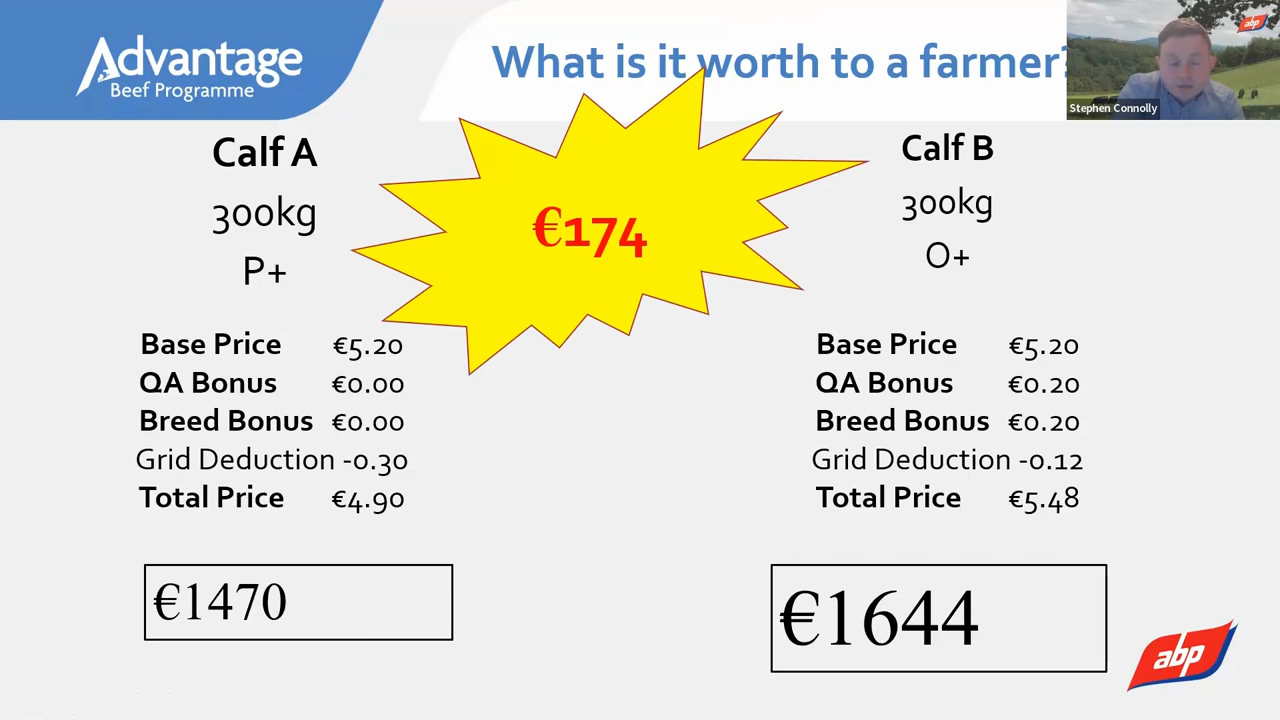 Advantage
Beef Programme
What is it worth to a farmer?
abp
Stephen Connolly
Calf A
300kg
P+
€174
Calf B
300kg
O+
Base Price €5.20
QA Bonus €0.00
Breed Bonus €0.00
Grid Deduction -0.30
Total Price €4.90
€1470
Base Price €5.20
QA Bonus €0.20
Breed Bonus €0.20
Grid Deduction -0.12
Total Price €5.48
€1644
abp